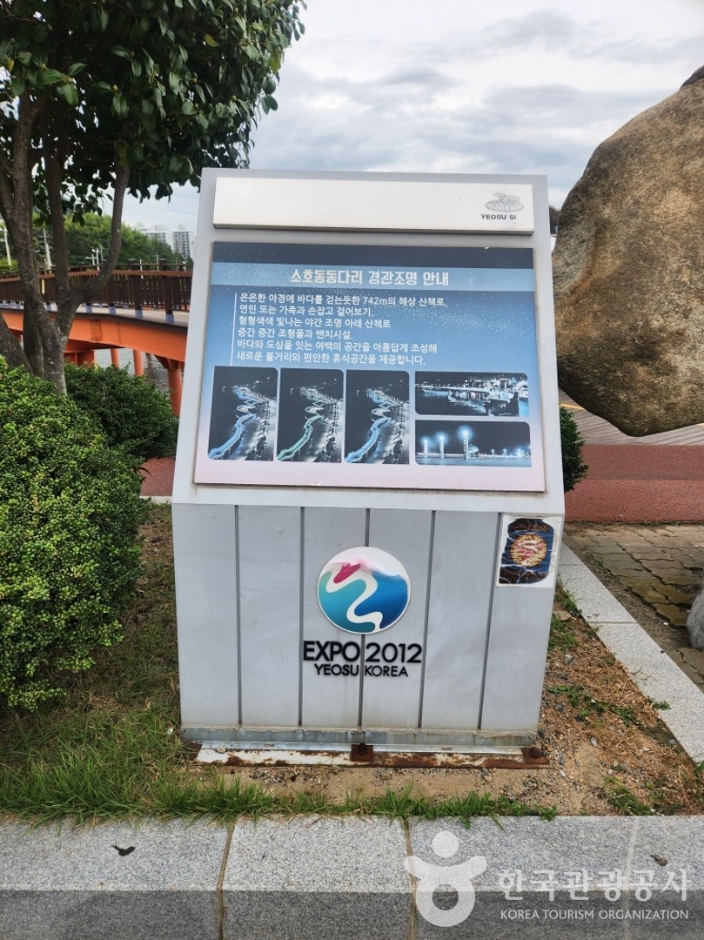 YEOSU SI
소호동동다리 경관조명 안내
은은한 야경에 바다를 걷는듯한 742m의 해상 산책로,
연인 또는 가족과 손잡고 걸어보기.
형형색색 빛나는 야간 조명 아래 산책로
중간 중간 조형물과 벤치시설,
바다와 도심을 잇는 여백의 공간을 아름답게 조성해
새로운 볼거리와 편안한 휴식공간을 제공합니다.
EXPO 2012
YEOSU KOREA
한국관광공사
KOREA TOURISM ORGANIZATION